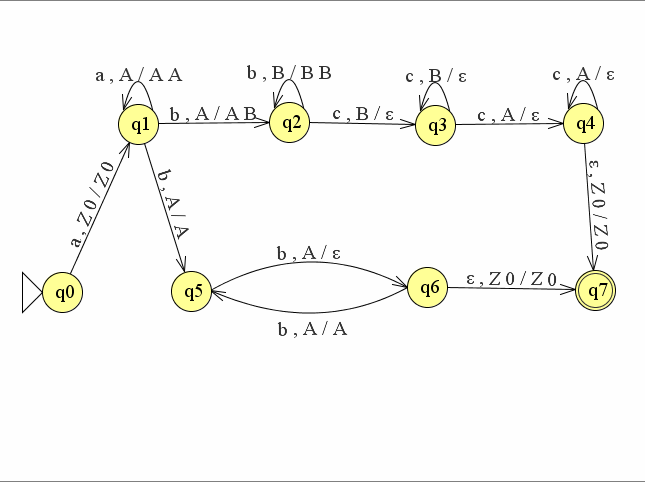 a , A / A A
b , B / B B
c , B / ε
c , A / ε
q1
b , A / A B
q2
c , B / ε
q3
c , A / ε
q4
a , Z 0 / Z 0
b , A / A
ε , Z 0 / Z 0
q0
q5
b , A / ε
b , A / A
q6
ε , Z 0 / Z 0
q7